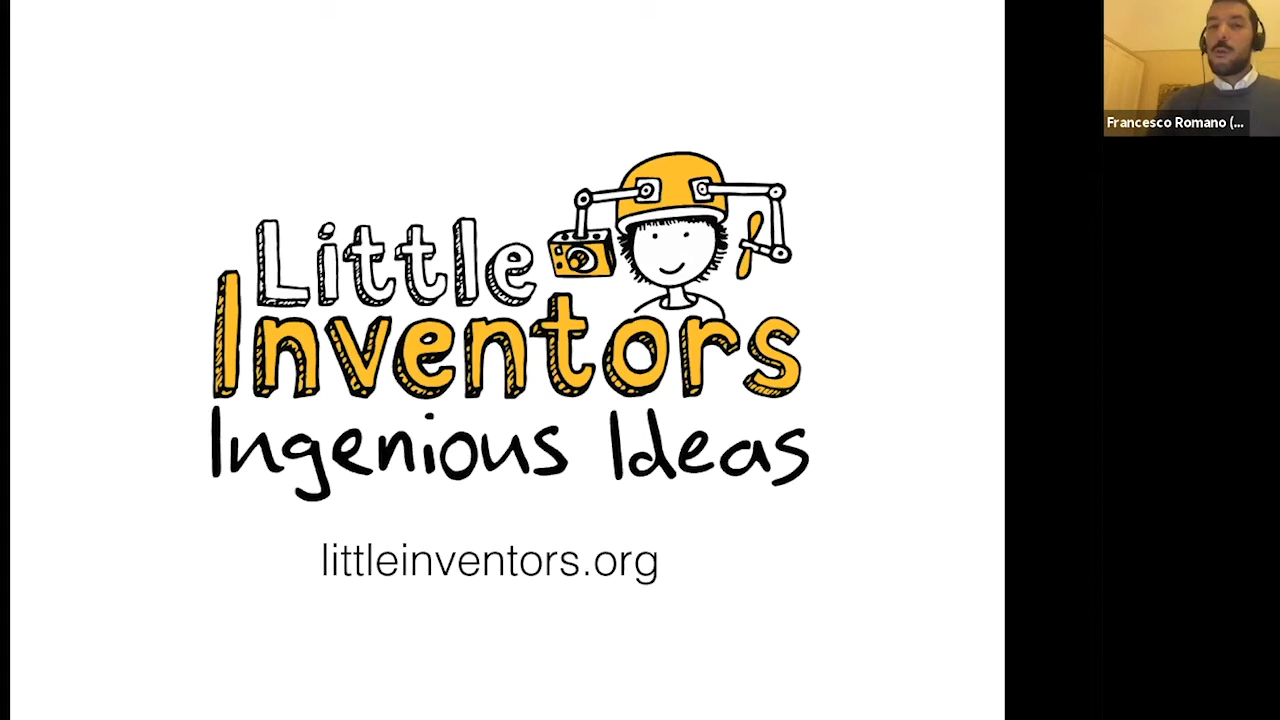 Little
Inventors
Ingenious Ideas
littleinventors.org
Francesco Romano (...